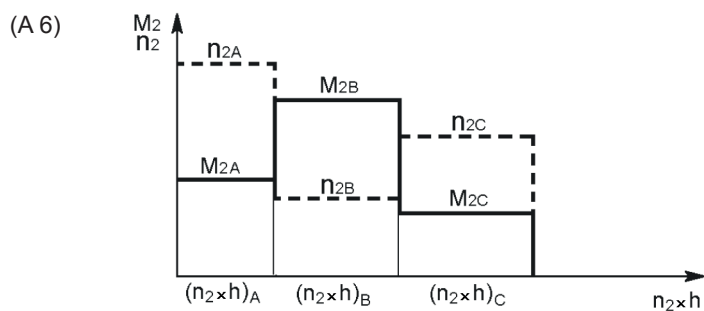 (A 6)
M2
n2
n2A
M2B
n2C
M2A
n2B
M2C
(n2×h)A
(n2×h)B
(n2×h)C
n2×h